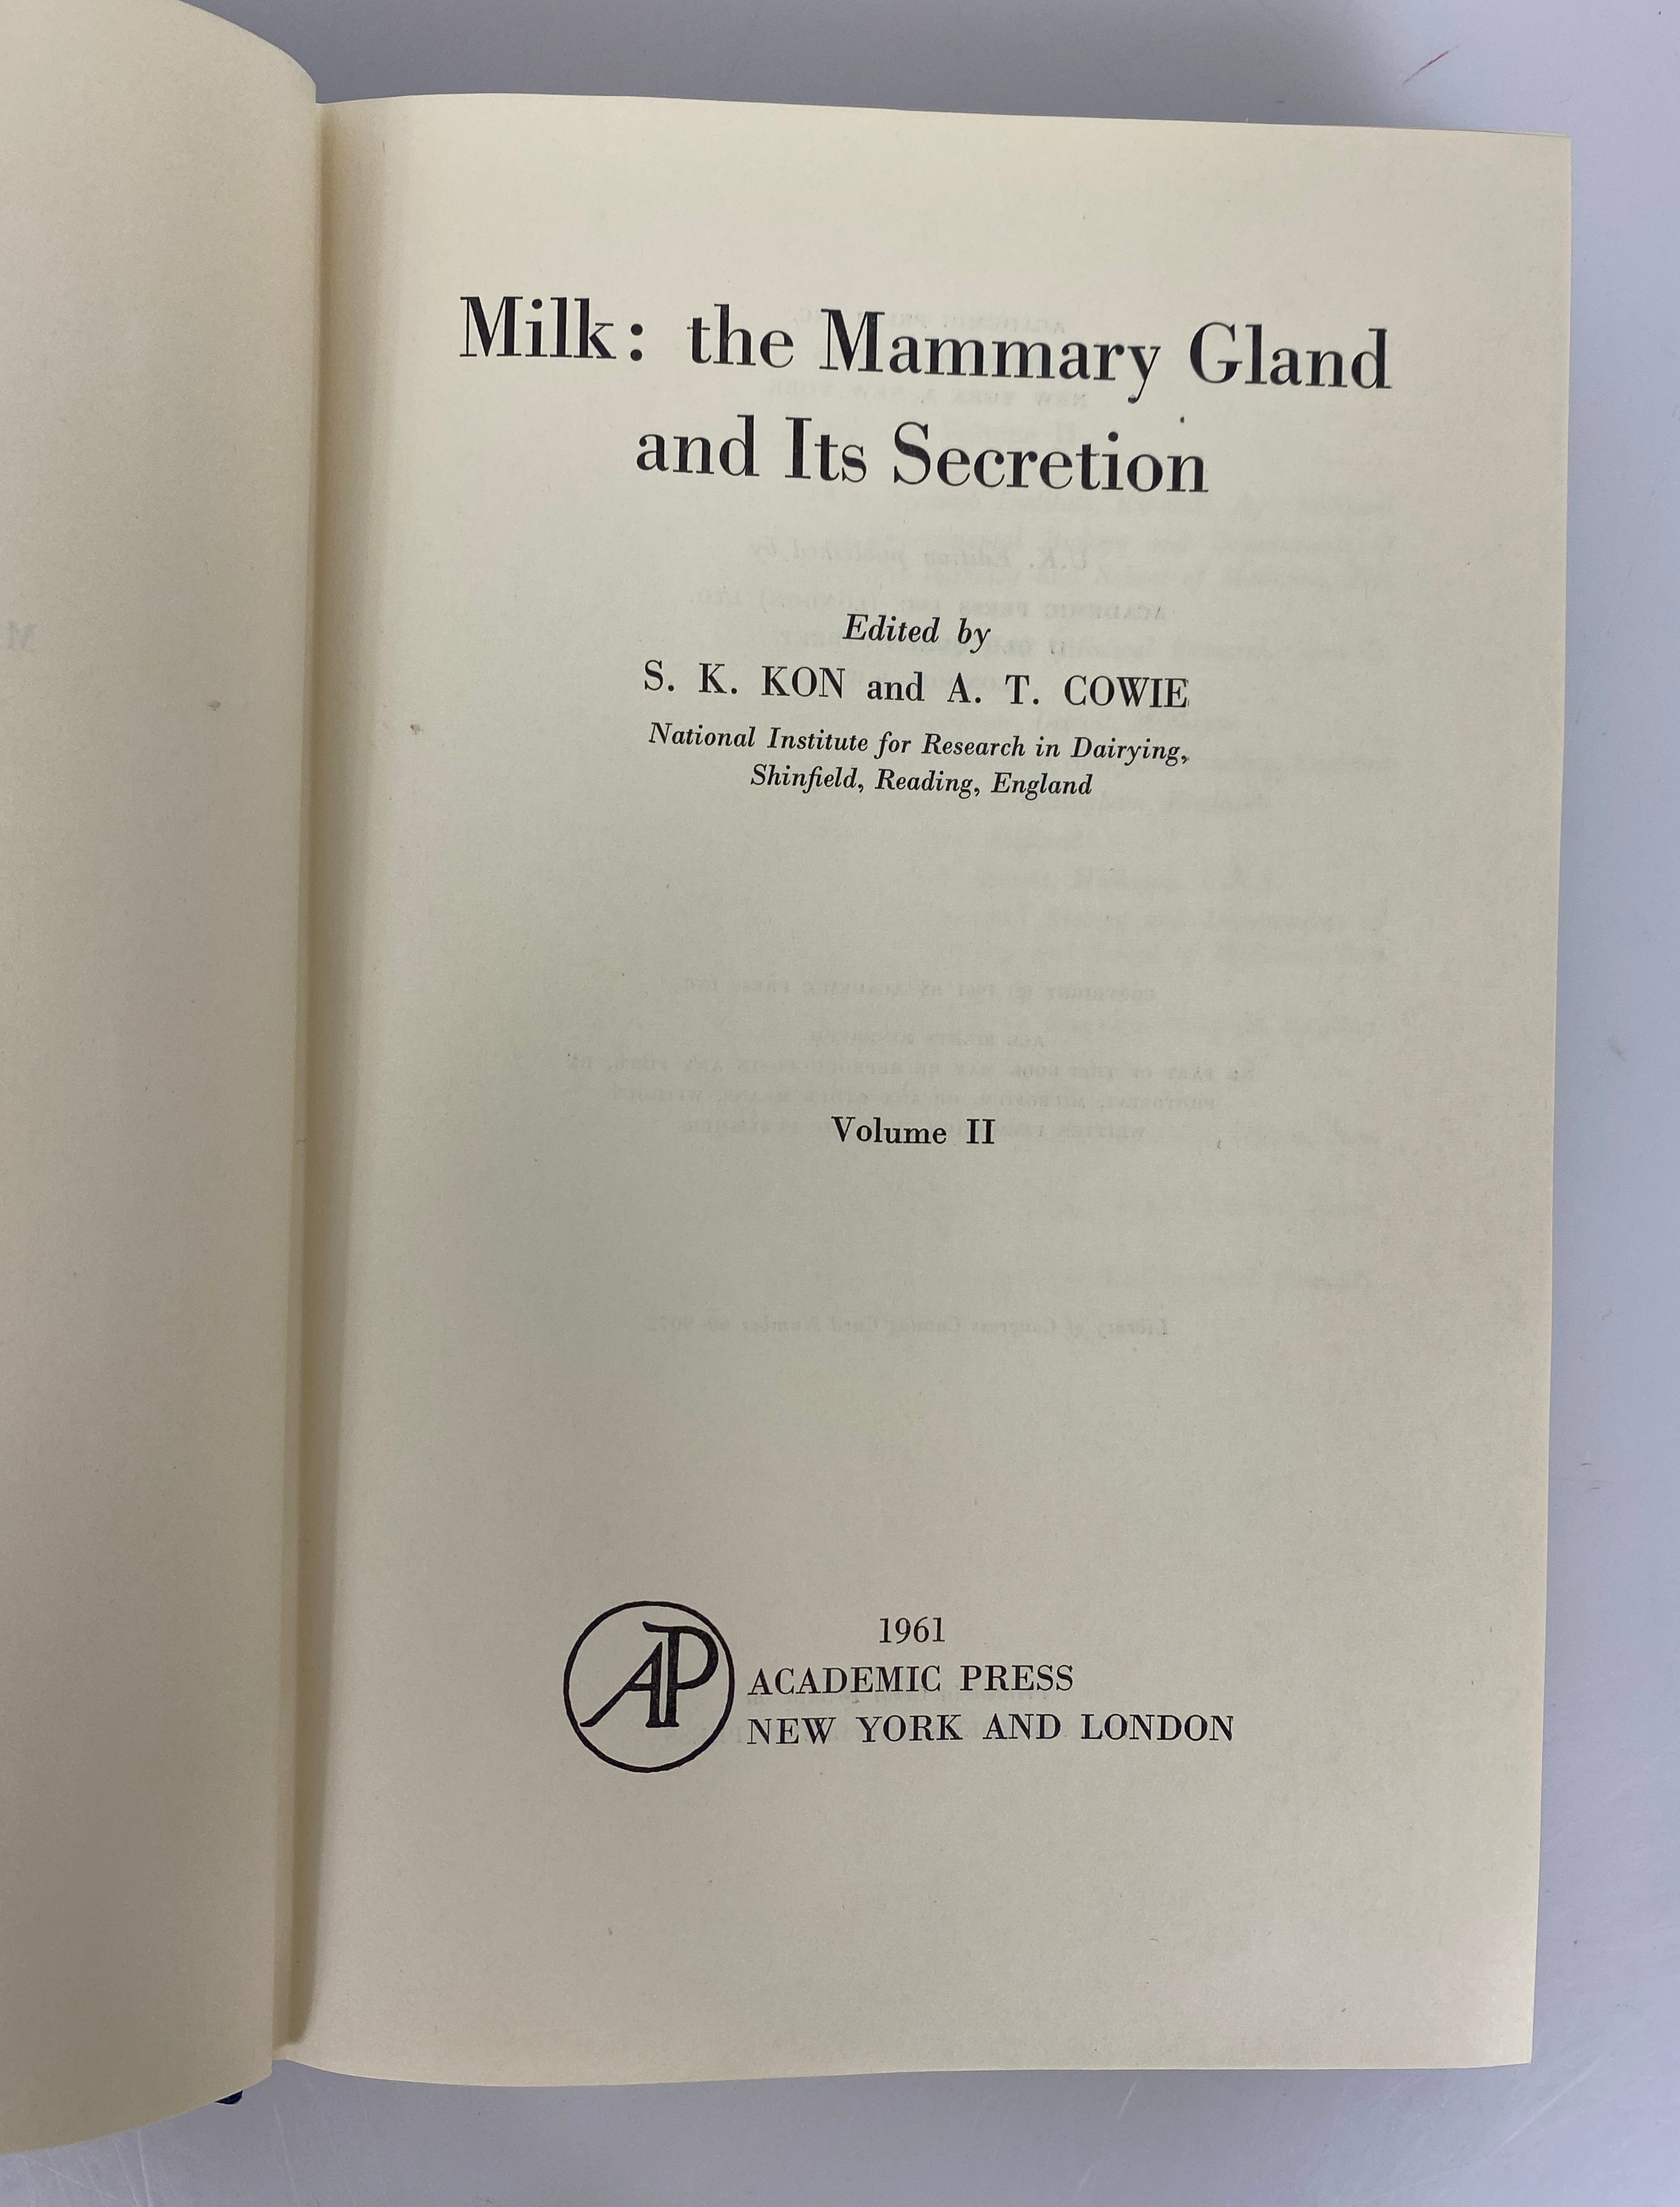 Milk: the Mammary Gland
and Its Secretion
Edited by
S. K. KON and A. T. COWIE
National Institute for Research in Dairying,
Shinfield, Reading, England
Volume II
AP
1961
ACADEMIC PRESS
NEW YORK AND LONDON